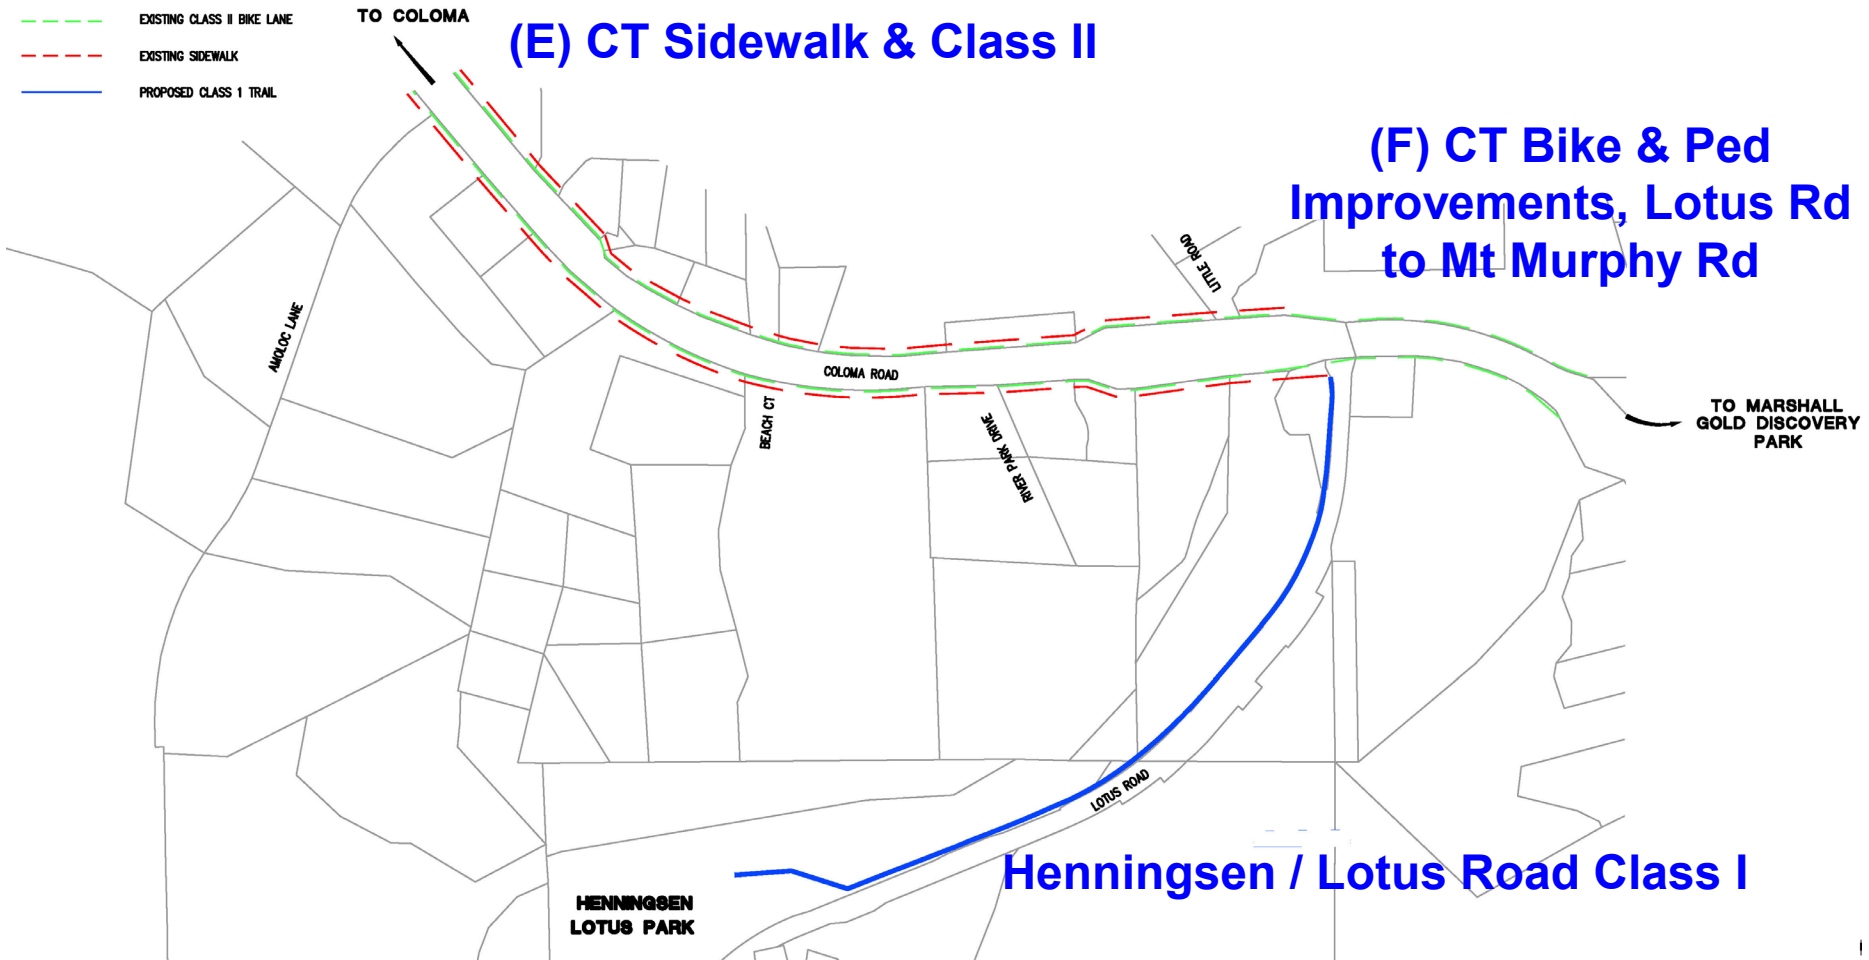 EXISTING CLASS II BIKE LANE
EXISTING SIDEWALK
PROPOSED CLASS 1 TRAIL
TO COLOMA
(E) CT Sidewalk & Class II
(F) CT Bike & Ped
Improvements, Lotus Rd
to Mt Murphy Rd
LITTLE ROAD
AMOLOC LANE
COLOMA ROAD
BEACH CT
RIVER PARK DRIVE
TO MARSHALL
GOLD DISCOVERY
PARK
LOTUS ROAD
Henningsen / Lotus Road Class I
HENNINGSEN
LOTUS PARK